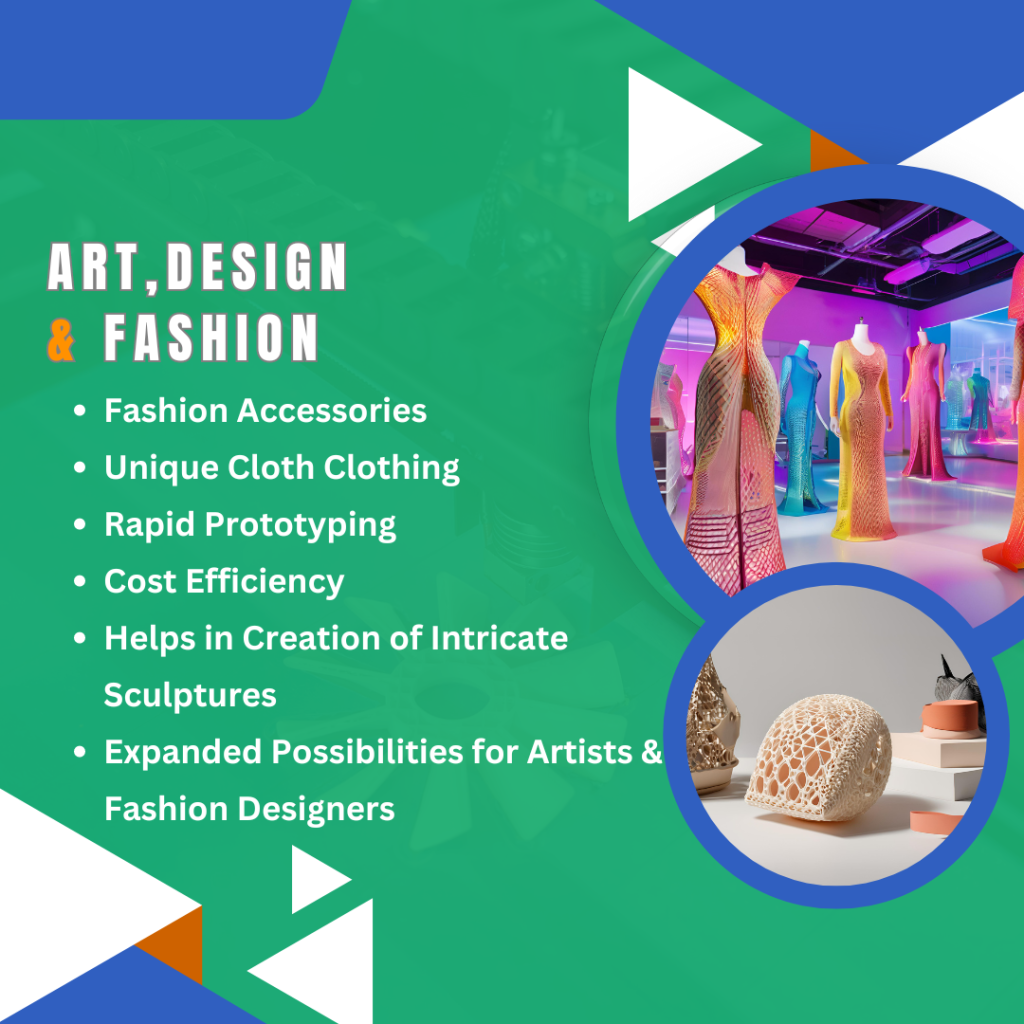 ART,DESIGN
& FASHION
• Fashion Accessories
• Unique Cloth Clothing
• Rapid Prototyping
• Cost Efficiency
• Helps in Creation of Intricate
Sculptures
• Expanded Possibilities for Artists &
Fashion Designers